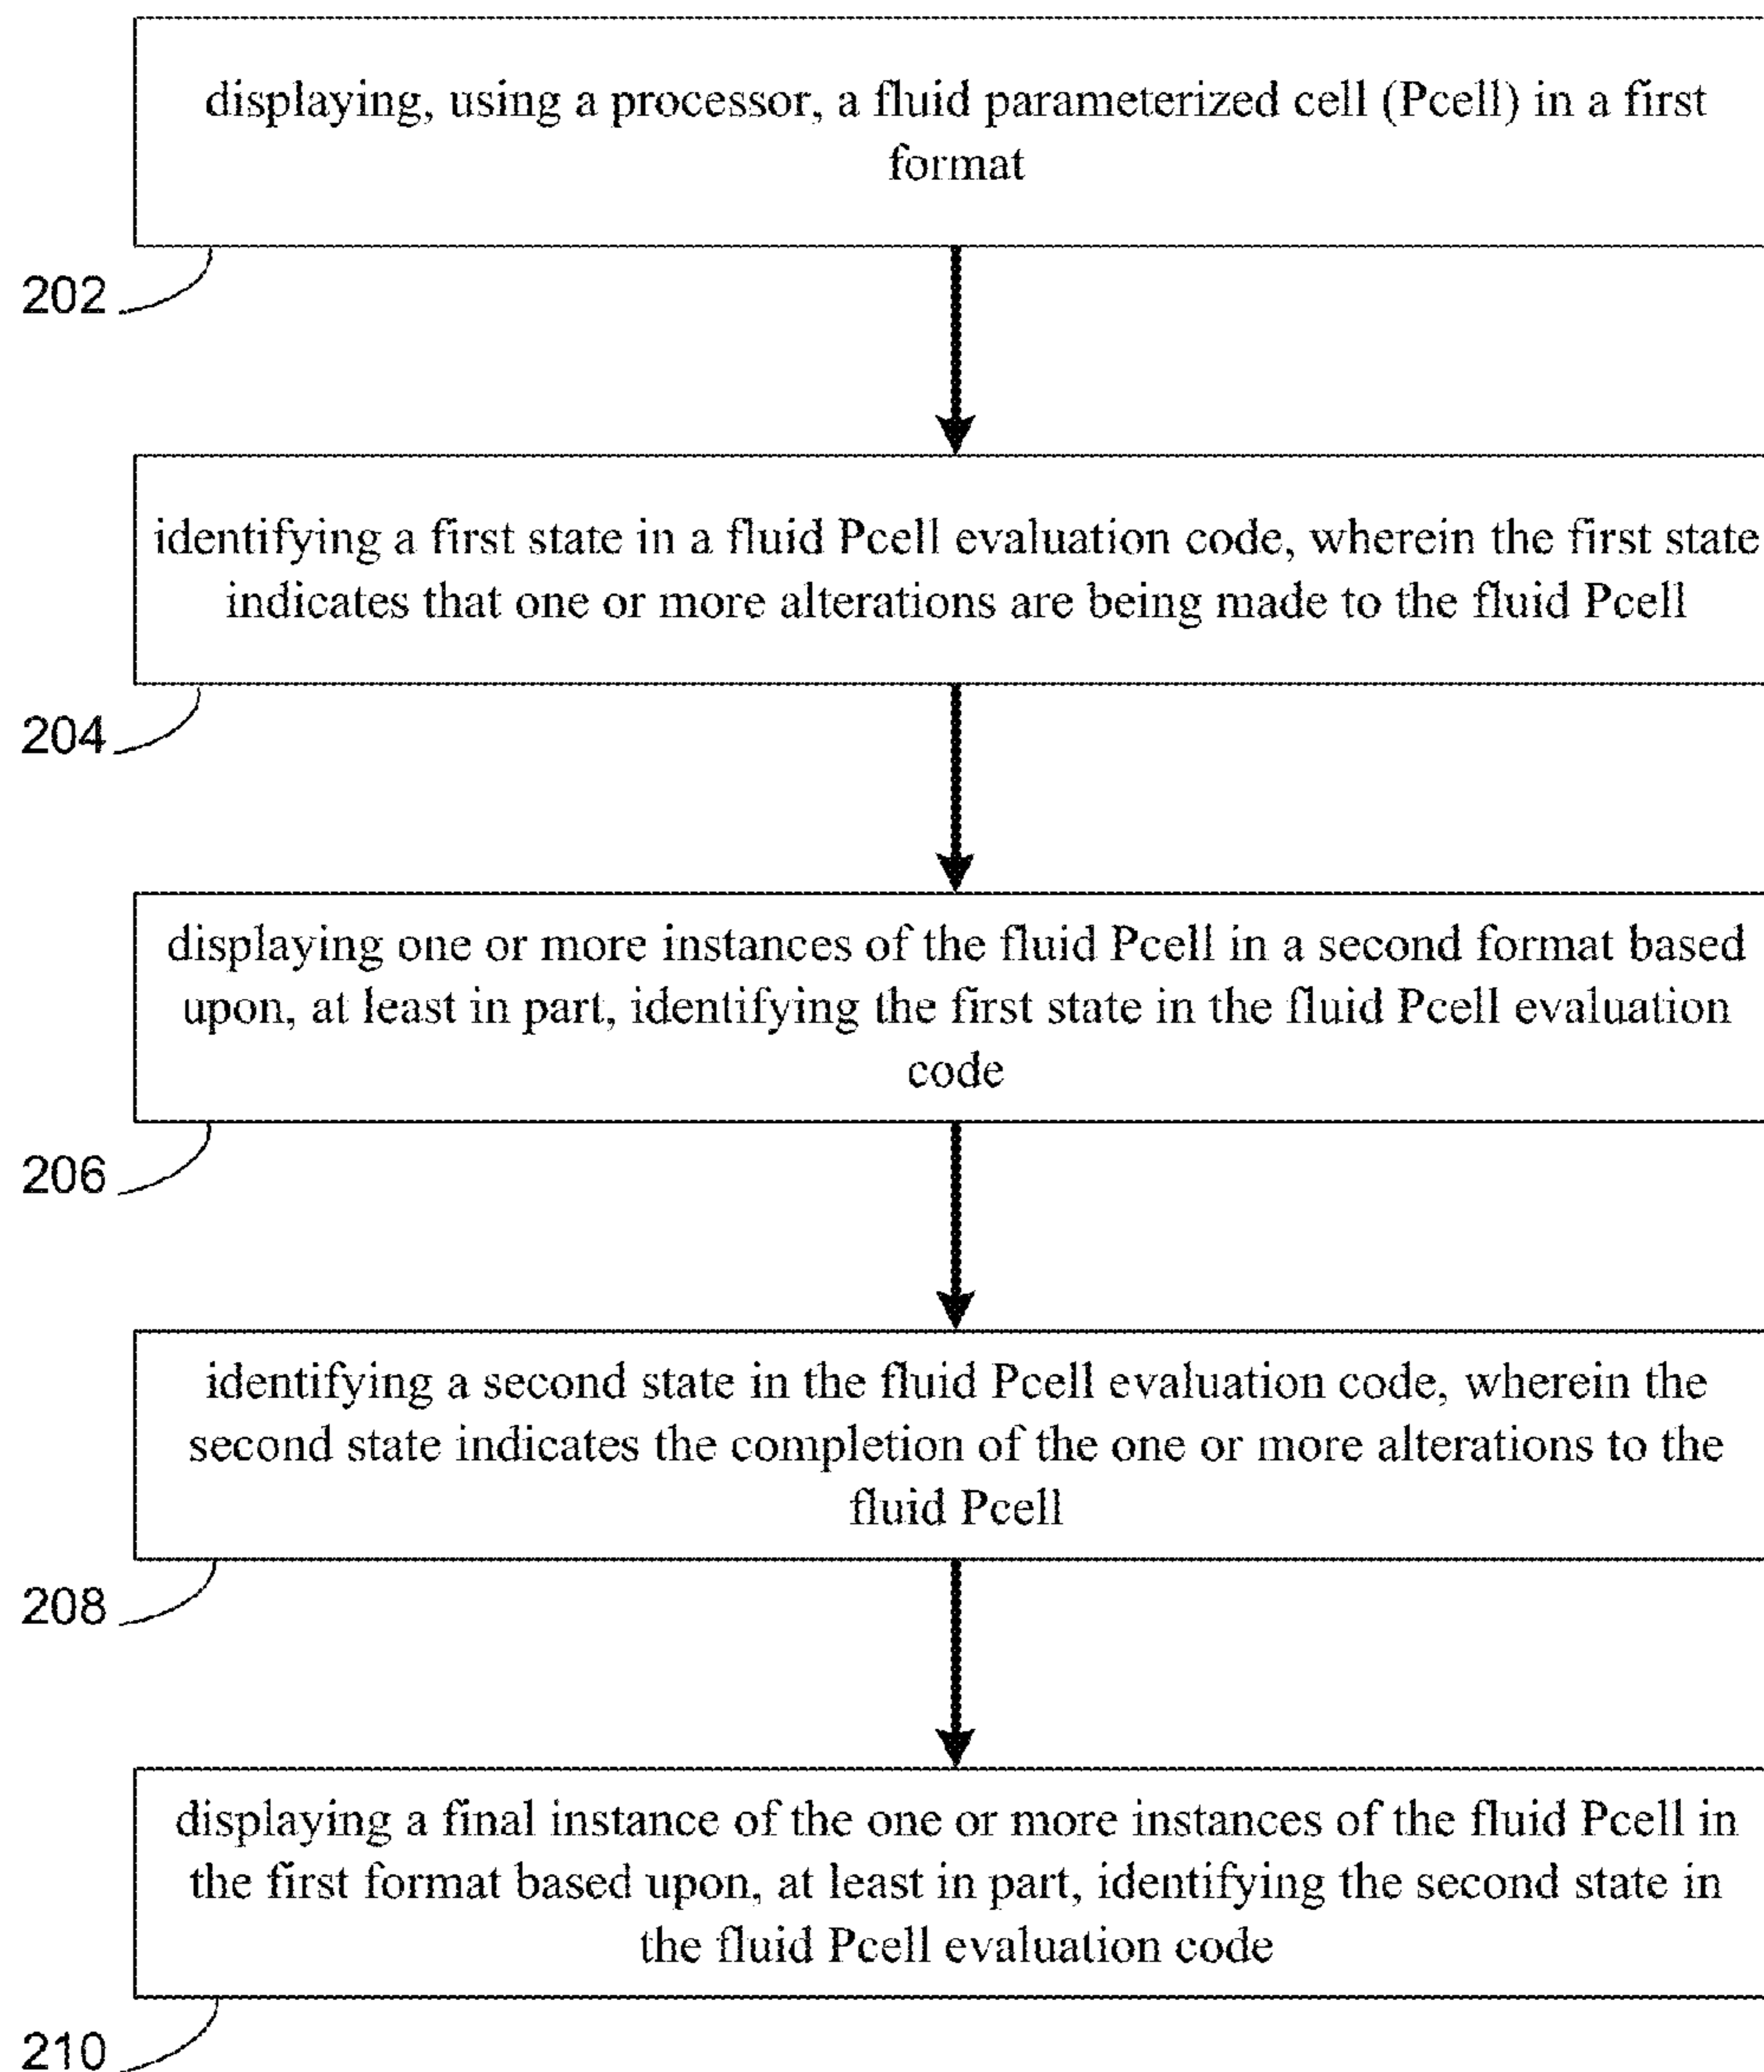 displaying, using a processor, a fluid parameterized cell (Pcell) in a first
format
202
identifying a first state in a fluid Pcell evaluation code, wherein the first state
indicates that one or more alterations are being made to the fluid Pcell
204
displaying one or more instances of the fluid Pcell in a second format based
upon, at least in part, identifying the first state in the fluid Pcell evaluation
code
206
identifying a second state in the fluid Pcell evaluation code, wherein the
second state indicates the completion of the one or more alterations to the
fluid Pcell
208
displaying a final instance of the one or more instances of the fluid Pcell in
the first format based upon, at least in part, identifying the second state in
the fluid Pcell evaluation code
210